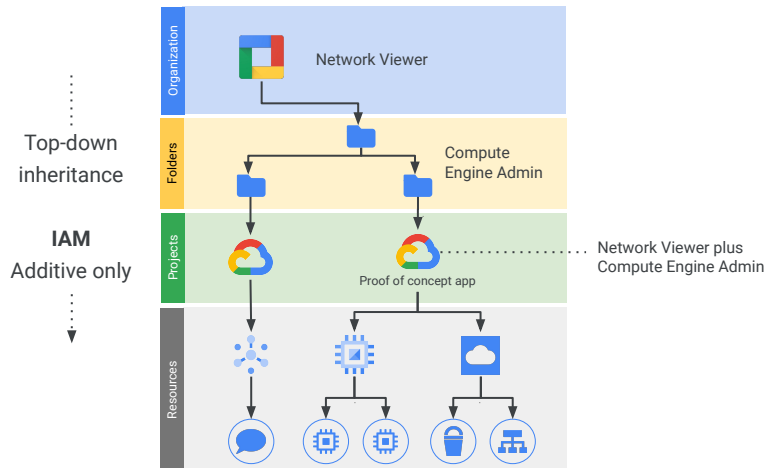 Organization
Network Viewer
Top-down
inheritance
Folders
Compute
Engine Admin
IAM
Additive only
Projects
Proof of concept app
Network Viewer plus
Compute Engine Admin
Resources